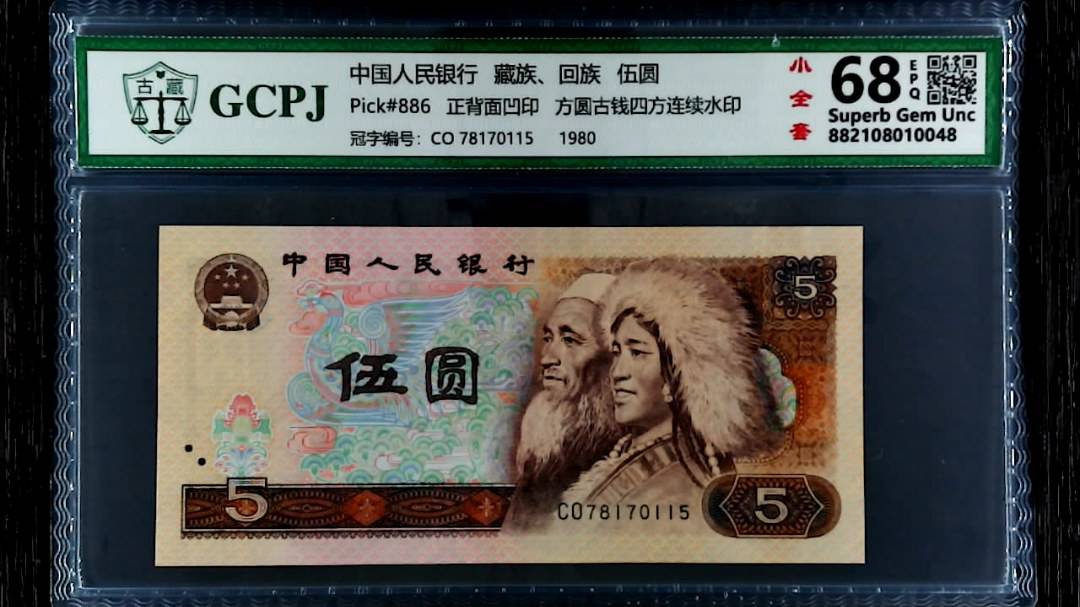 古 藏
GCPJ
中国人民银行 藏族、回族 伍圆
Pick#886 正背面凹印 方圆古钱四方连续水印
冠字编号: CO 78170115 1980
小全套
68
EPQ
Superb Gem Unc
882108010048
中国人民银行
5
伍圆
5
CO78170115
5